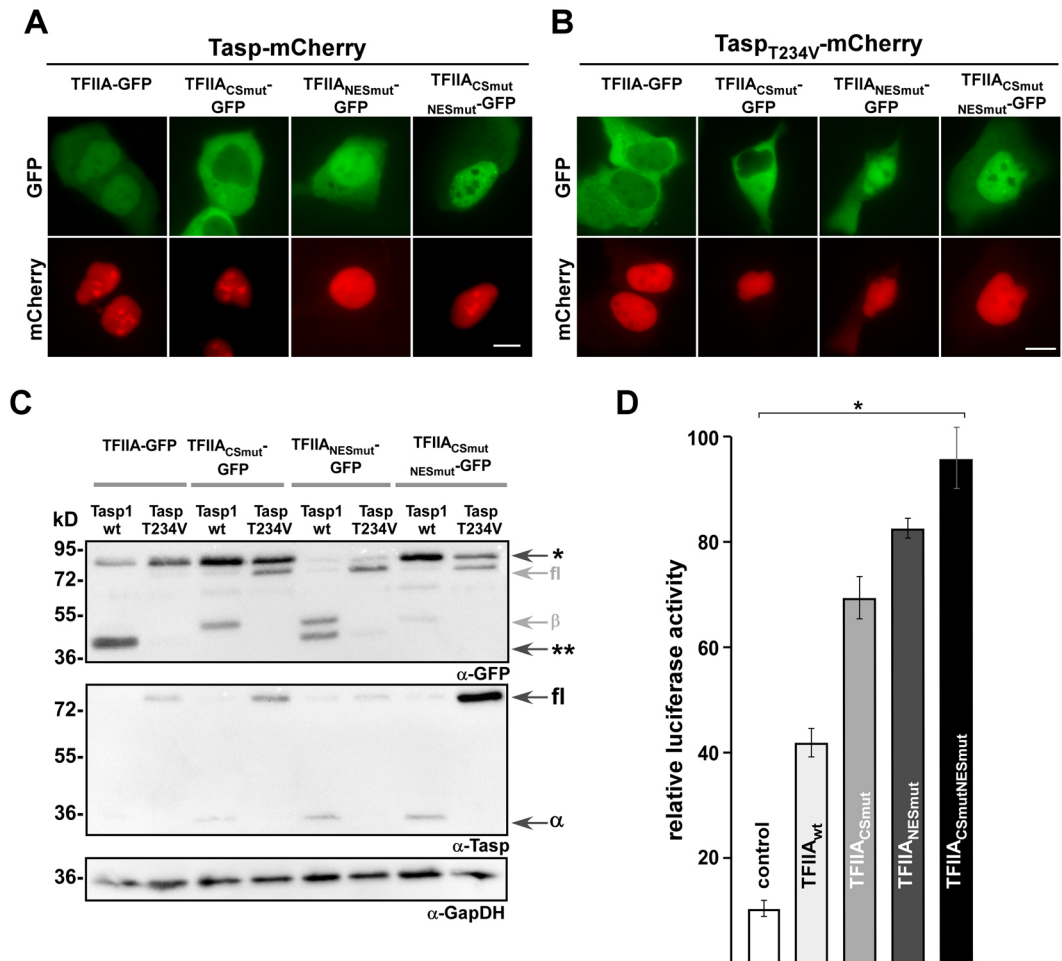 A
Tasp-mCherry
TFIIA-GFP
TFIIACSmut-
GFP
TFIIANESmut-
GFP
TFIIACSmut
NESmut-GFP
GFP
mCherry
B
TaspT234V-mCherry
TFIIA-GFP
TFIIACSmut-
GFP
TFIIANESmut-
GFP
TFIIACSmut
NESmut-GFP
GFP
mCherry
C
TFIIA-GFP
TFIIACSmut-
GFP
TFIIANESmut-
GFP
TFIIACSmut
NESmut-GFP
kD
Tasp1
wt
Tasp
T234V
Tasp1
wt
Tasp
T234V
Tasp1
wt
Tasp
T234V
Tasp1
wt
Tasp
T234V
95-
72-
55-
36-
*
fl
β
**
α-GFP
72-
55-
36-
fl
α
α-Tasp
36-
α-GapDH
D
*
relative luciferase activity
100
80
60
40
20
control
TFIIAwt
TFIIACSmut
TFIIANESmut
TFIIACSmutNESmut